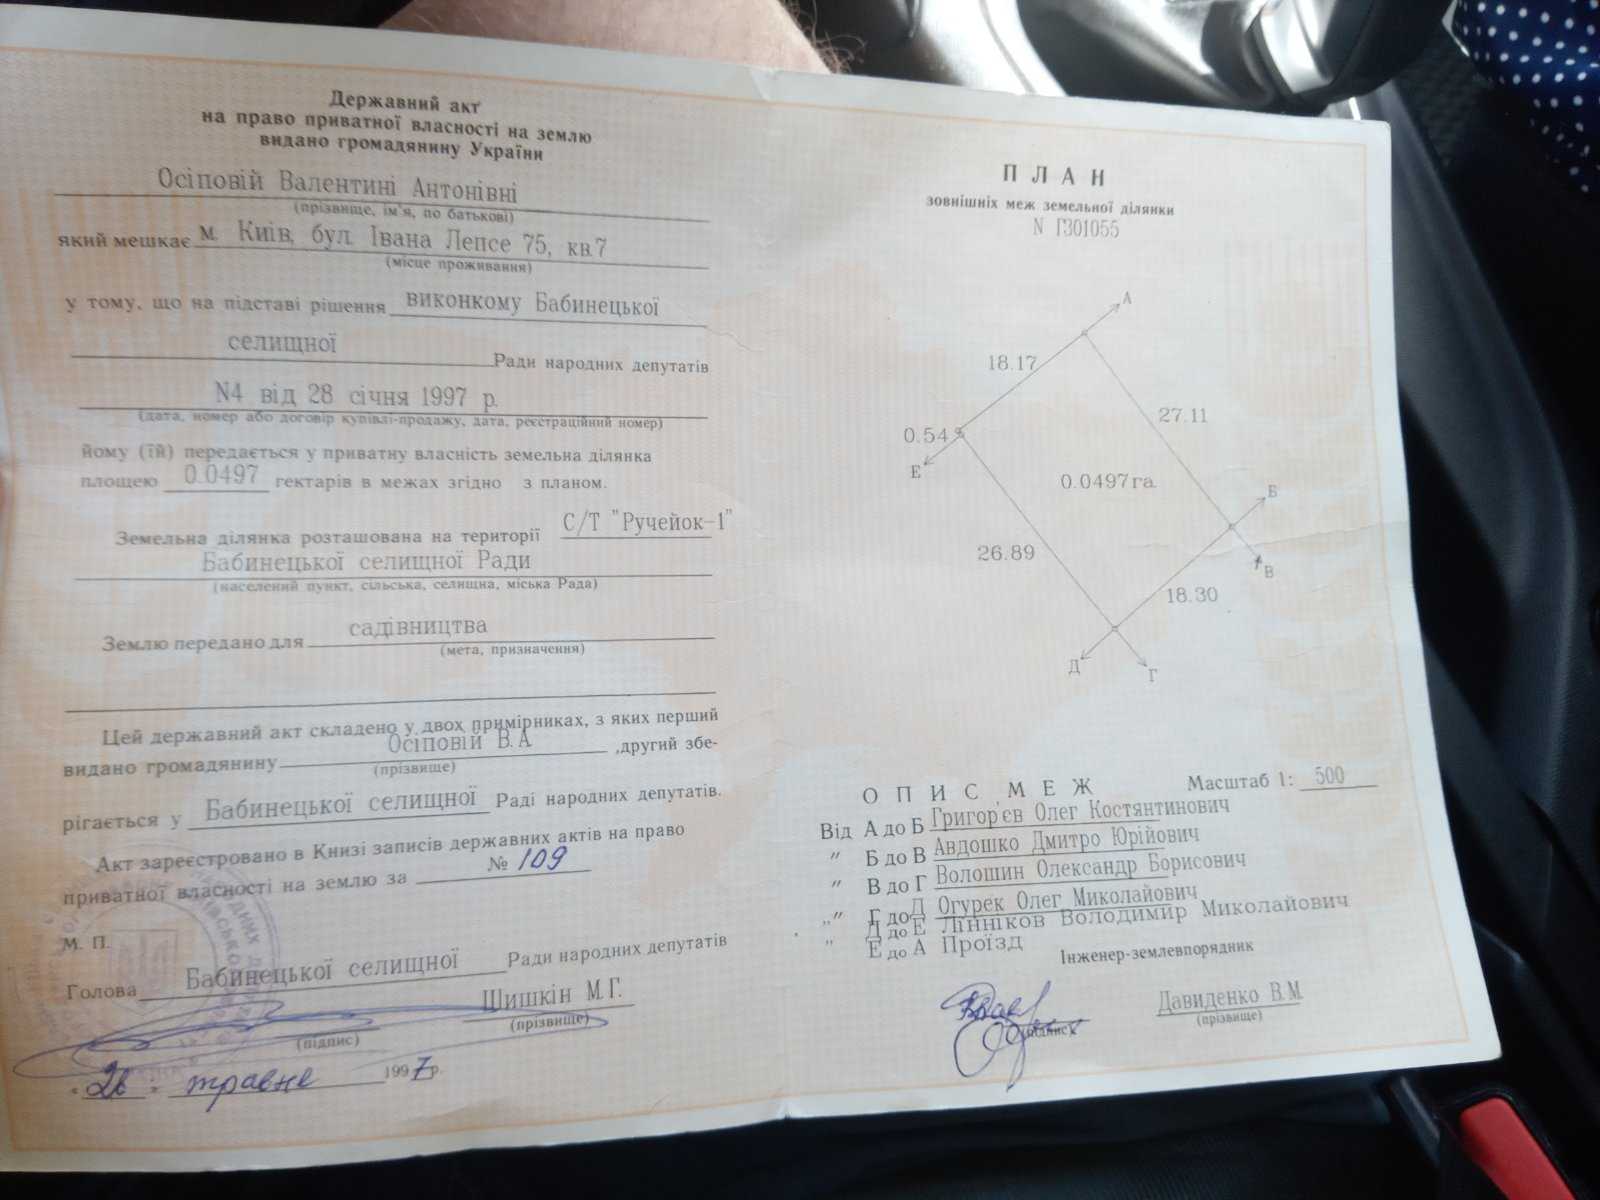 Державний акт
на право приватної власності на землю
видано громадянину України
Осіповій Валентині Антонівні
(прізвище, ім'я, по батькові)
який мешкає м. Київ, бул. Івана Лепсе 75, кв.7
(місце проживання)
у тому, що на підставі рішення виконкому Бабинецької
селищної Ради народних депутатів
N4 від 28 січня 1997 р.
(дата, номер або договір купівлі-продажу, дата, реєстраційний номер)
йому (їй) передається у приватну власність земельна ділянка
площею 0.0497 гектарів в межах згідно з планом.
Земельна ділянка розташована на території С/Т "Ручейок-1"
Бабинецької селищної Ради
(населений пункт, сільська, селищна, міська Рада)
Землю передано для садівництва
(мета, призначення)
Цей державний акт складено у двох примірниках, з яких перший
видано громадянину Осіповій В.А ,другий збе-
(прізвище)
рігається у Бабинецької селищної Раді народних депутатів.
Акт зареєстровано в Книзі записів державних актів на право
приватної власності на землю за № 109
М. П.
Голова Бабинецької селищної Ради народних депутатів
Шишкін М.Г.
(підпис) (прізвище)
1997 р.
П Л А Н
зовнішніх меж земельної ділянки
N Г301055
А
18.17
27.11
0.54
Е
0.0497га.
Б
26.89
В
18.30
Д
Г
О П И С М Е Ж Масштаб 1: 500
Від А до Б Григор'єв Олег Костянтинович
" Б до В Авдошко Дмитро Юрійович
" В до Г Волошин Олександр Борисович
" Г до Д Огурек Олег Миколайович
" Д до Е Лінніков Володимир Миколайович
" Е до А Проїзд
Інженер-землевпорядник
Давиденко В.М.
(підпис) (прізвище)